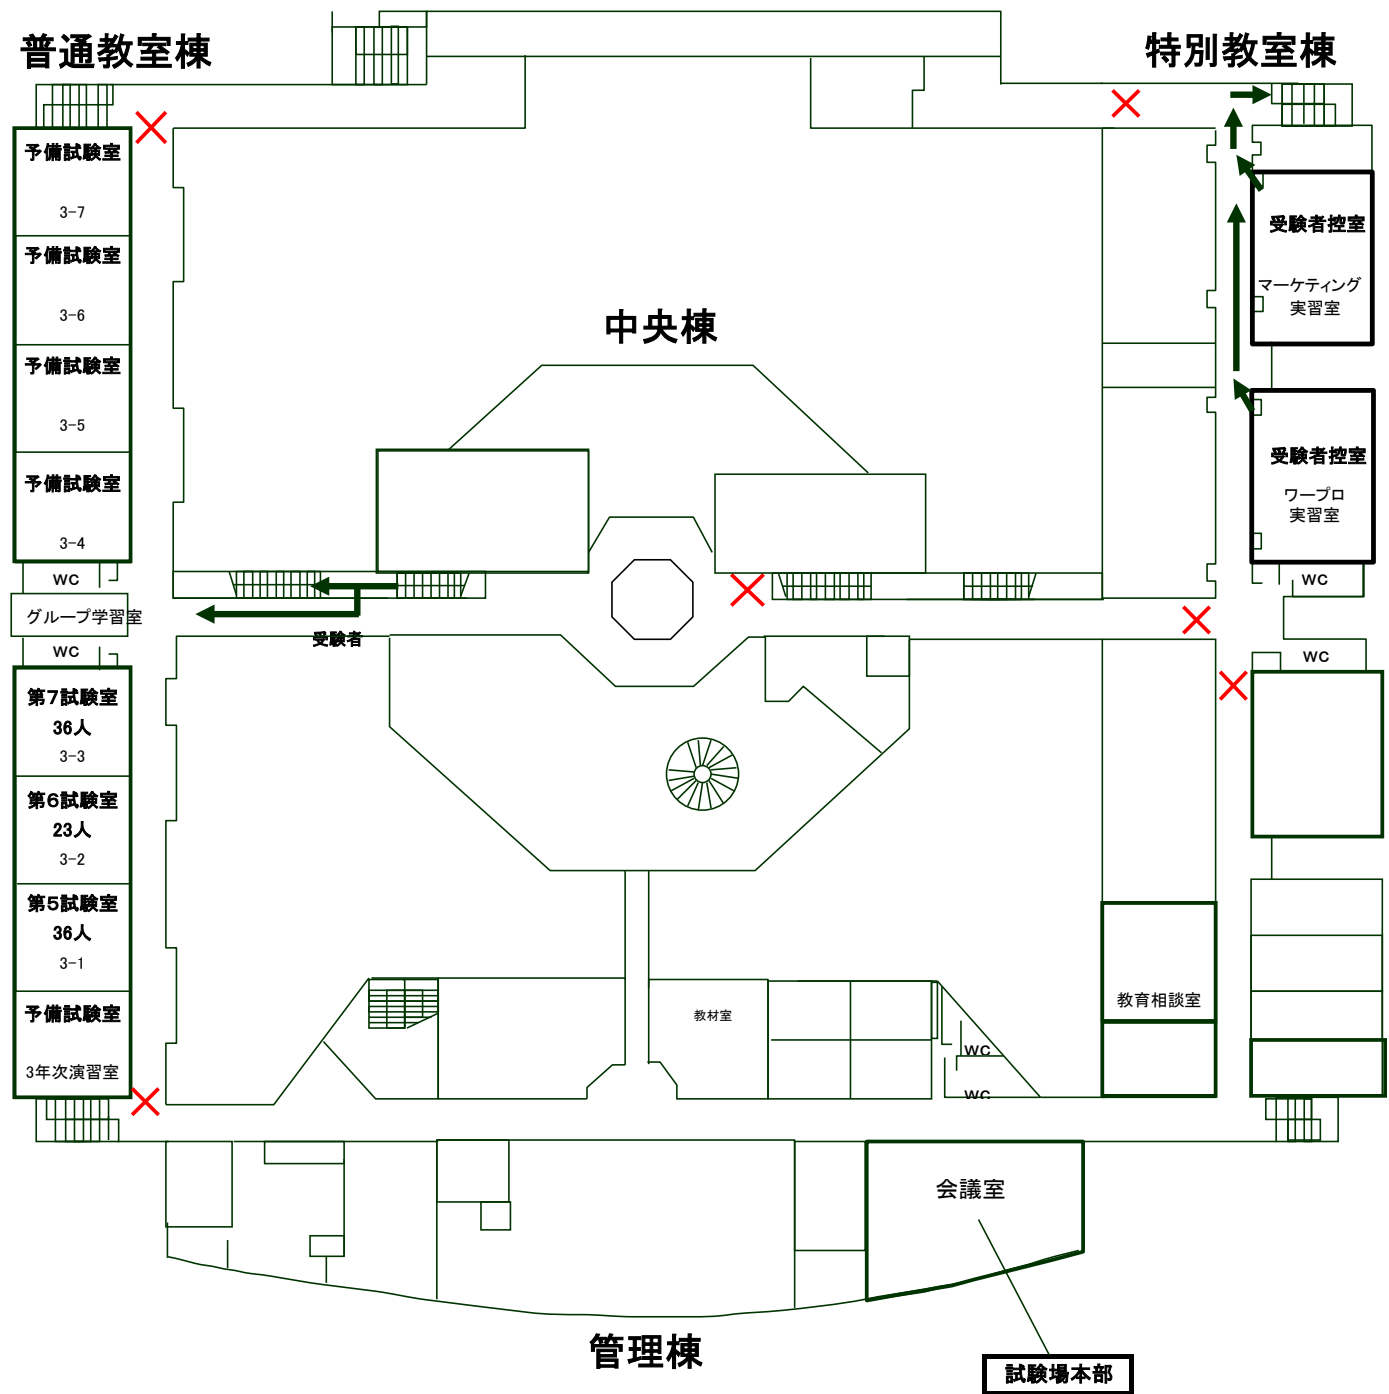 普通教室棟
特別教室棟
予備試験室
3-7
予備試験室
3-6
予備試験室
3-5
予備試験室
3-4
WC
グループ学習室
WC
第7試験室
36人
3-3
第6試験室
23人
3-2
第5試験室
36人
3-1
予備試験室
3年次演習室
中央棟
受験者
受験者控室
マーケティング
実習室
受験者控室
ワープロ
実習室
WC
WC
教育相談室
教材室
WC
WC
会議室
管理棟
試験場本部